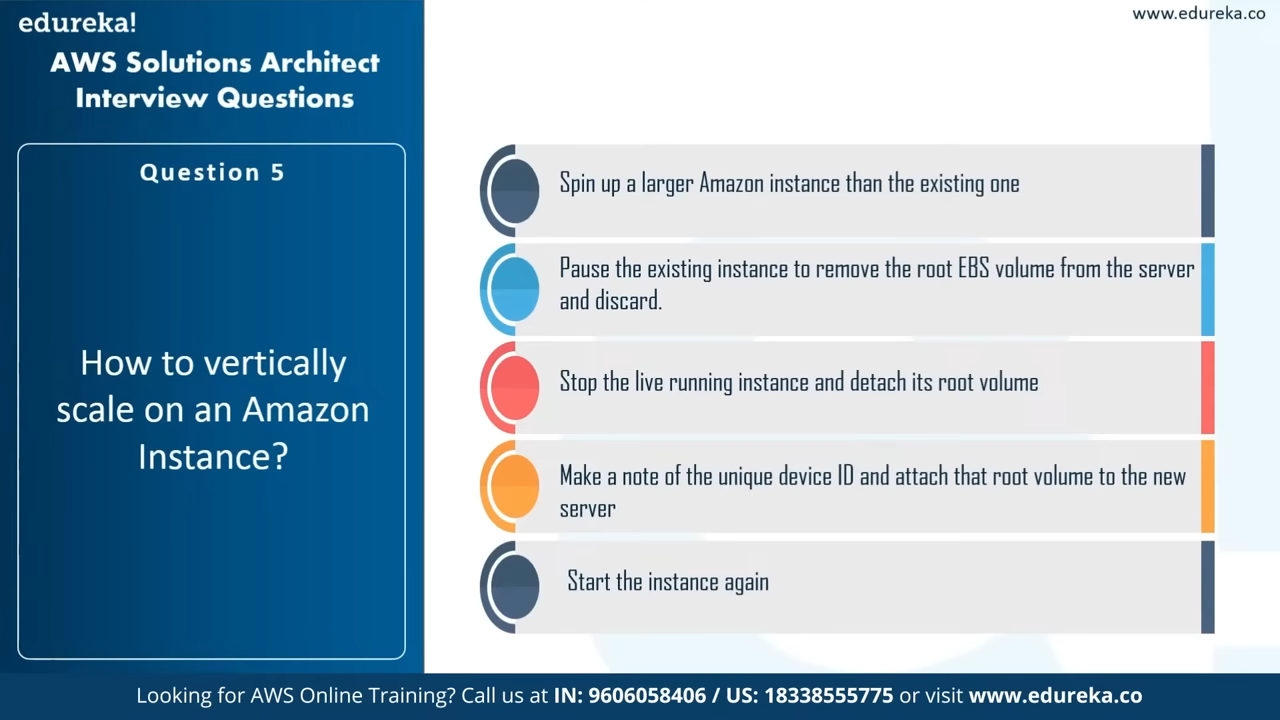 edureka!
www.edureka.co
AWS Solutions Architect
Interview Questions
Question 5
How to vertically
scale on an Amazon
Instance?
Spin up a larger Amazon instance than the existing one
Pause the existing instance to remove the root EBS volume from the server
and discard.
Stop the live running instance and detach its root volume
Make a note of the unique device ID and attach that root volume to the new
server
Start the instance again
Looking for AWS Online Training? Call us at IN: 9606058406 / US: 18338555775 or visit www.edureka.co